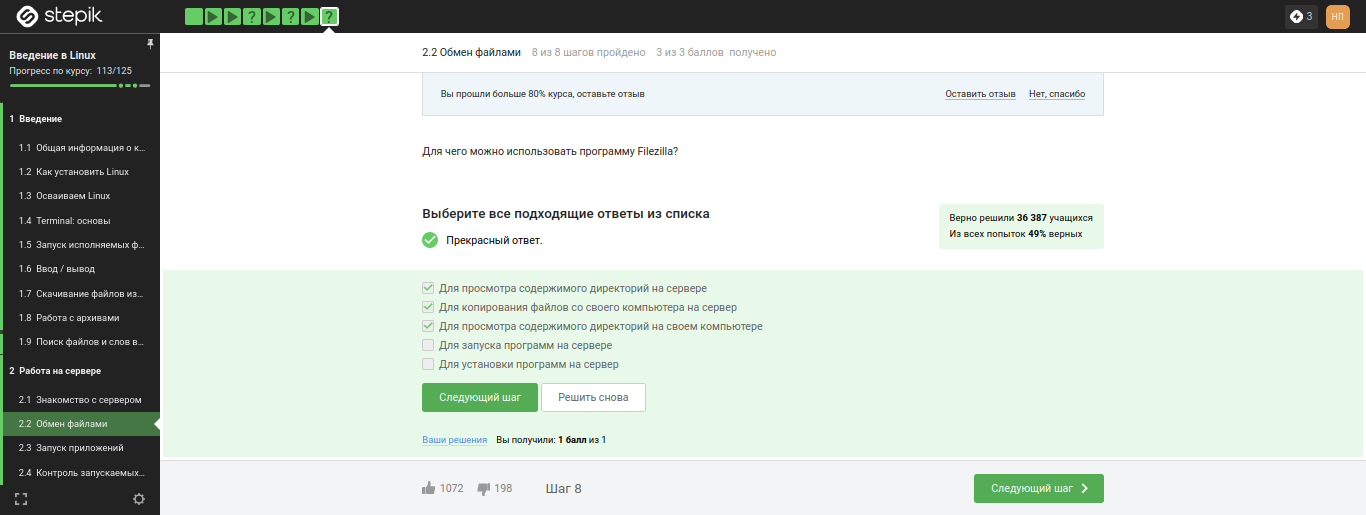 stepik
? ? ?
3
НП
Введение в Linux
Прогресс по курсу: 113/125
1 Введение
1.1 Общая информация о к...
1.2 Как установить Linux
1.3 Осваиваем Linux
1.4 Terminal: основы
1.5 Запуск исполняемых ф...
1.6 Ввод / вывод
1.7 Скачивание файлов из...
1.8 Работа с архивами
1.9 Поиск файлов и слов в...
2 Работа на сервере
2.1 Знакомство с сервером
2.2 Обмен файлами
2.3 Запуск приложений
2.4 Контроль запускаемых...
2.2 Обмен файлами 8 из 8 шагов пройдено 3 из 3 баллов получено
Вы прошли больше 80% курса, оставьте отзыв Оставить отзыв Нет, спасибо
Для чего можно использовать программу Filezilla?
Выберите все подходящие ответы из списка
Прекрасный ответ.
Верно решили 36 387 учащихся
Из всех попыток 49% верных
Для просмотра содержимого директорий на сервере
Для копирования файлов со своего компьютера на сервер
Для просмотра содержимого директорий на своем компьютере
Для запуска программ на сервере
Для установки программ на сервер
Следующий шаг Решить снова
Ваши решения Вы получили: 1 балл из 1
1072 198 Шаг 8 Следующий шаг